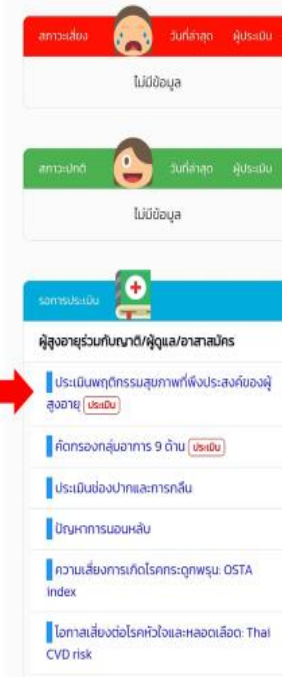 สภาวะเสี่ยง วันที่ล่าสุด ผู้ประเมิน
ไม่มีข้อมูล
สภาวะปกติ วันที่ล่าสุด ผู้ประเมิน
ไม่มีข้อมูล
รอการประเมิน
ผู้สูงอายุร่วมกับญาติ/ผู้ดูแล/อาสาสมัคร
ประเมินพฤติกรรมสุขภาพที่พึงประสงค์ของผู้
สูงอายุ ประเมิน
คัดกรองกลุ่มอาการ 9 ด้าน ประเมิน
ประเมินช่องปากและการกลืน
ปัญหาการนอนหลับ
ความเสี่ยงการเกิดโรคกระดูกพรุน: OSTA
index
โอกาสเสี่ยงต่อโรคหัวใจและหลอดเลือด: Thai
CVD risk